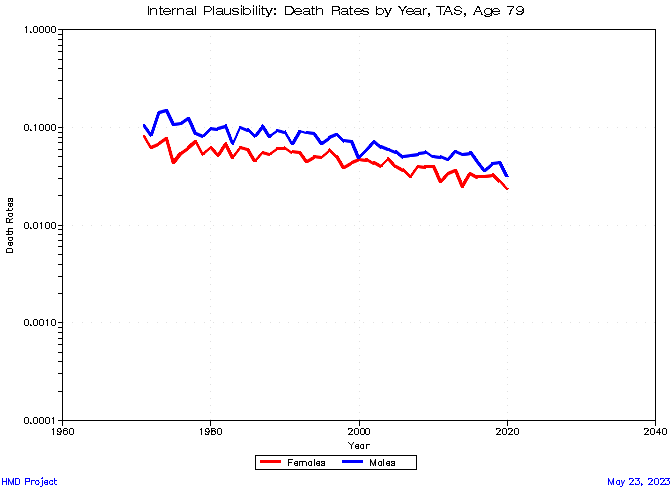 Internal Plausibility: Death Rates by Year, TAS, Age 79
1.0000
0.1000
0.0100
0.0010
0.0001
Death Rates
1960
1980
2000
2020
2040
Year
Females
Males
HMD Project
May 23, 2023